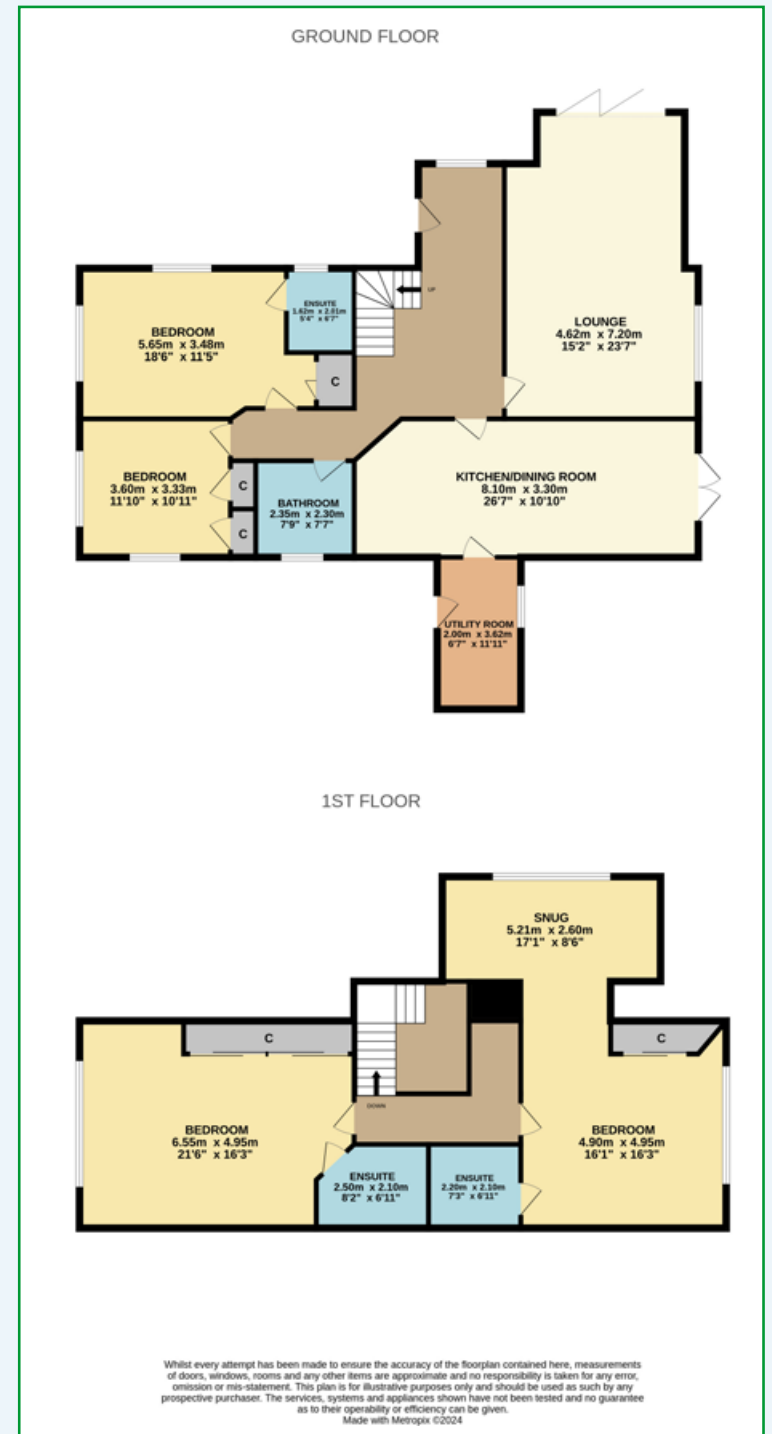 GROUND FLOOR
UP
ENSUITE
1.62m x 2.01m
5'4" x 6'7"
BEDROOM
5.65m x 3.48m
18'6" x 11'5"
LOUNGE
4.62m x 7.20m
15'2" x 23'7"
C
BEDROOM
3.60m x 3.33m
11'10" x 10'11"
C
C
BATHROOM
2.35m x 2.30m
7'9" x 7'7"
KITCHEN/DINING ROOM
8.10m x 3.30m
26'7" x 10'10"
UTILITY ROOM
2.00m x 3.62m
6'7" x 11'11"
1ST FLOOR
SNUG
5.21m x 2.60m
17'1" x 8'6"
C
C
DOWN
BEDROOM
6.55m x 4.95m
21'6" x 16'3"
BEDROOM
4.90m x 4.95m
16'1" x 16'3"
ENSUITE
2.50m x 2.10m
8'2" x 6'11"
ENSUITE
2.20m x 2.10m
7'3" x 6'11"
Whilst every attempt has been made to ensure the accuracy of the floorplan contained here, measurements
of doors, windows, rooms and any other items are approximate and no responsibility is taken for any error,
omission or mis-statement. This plan is for illustrative purposes only and should be used as such by any
prospective purchaser. The services, systems and appliances shown have not been tested and no guarantee
as to their operability or efficiency can be given.
Made with Metropix ©2024